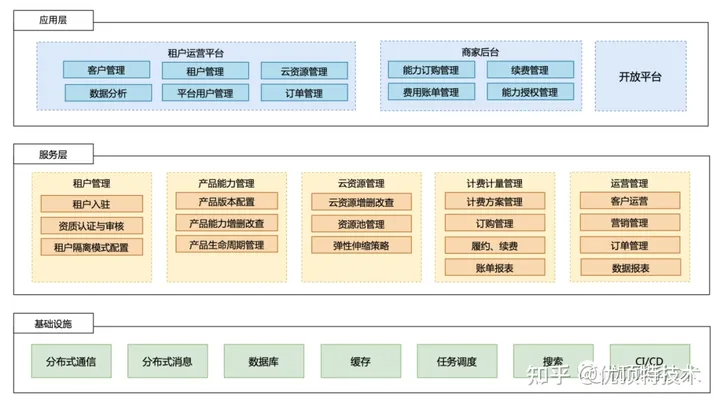 应用层
租户运营平台
客户管理
租户管理
云资源管理
数据分析
平台用户管理
订单管理
商家后台
能力订购管理
续费管理
费用账单管理
能力授权管理
开放平台
服务层
租户管理
租户入驻
资质认证与审核
租户隔离模式配置
产品能力管理
产品版本配置
产品能力增删改查
产品生命周期管理
云资源管理
云资源增删改查
资源池管理
弹性伸缩策略
计费计量管理
计费方案管理
订购管理
履约、续费
账单报表
运营管理
客户运营
营销管理
订单管理
数据报表
基础设施
分布式通信
分布式消息
数据库
缓存
任务调度
搜索
CI/CD
知乎 @优顶特技术